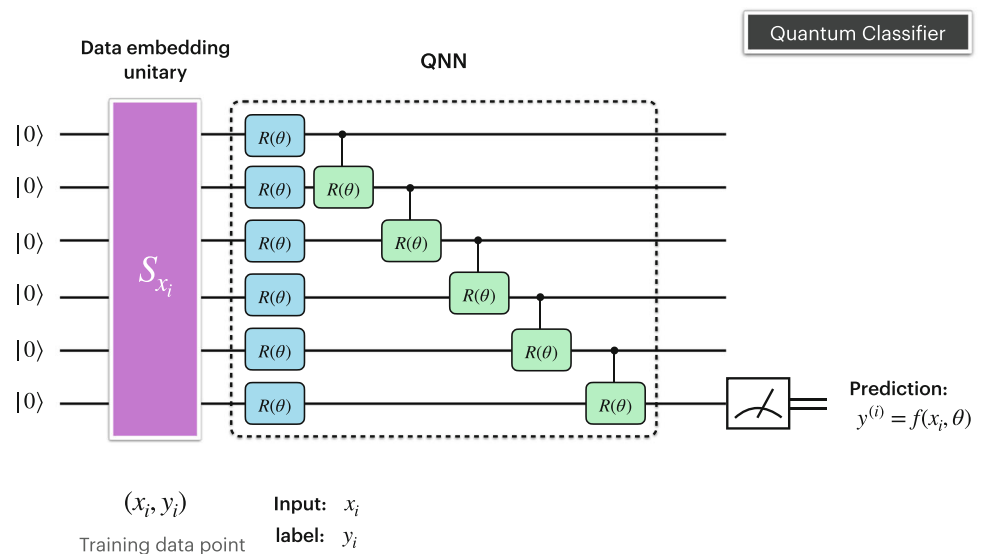 Quantum Classifier
Data embedding
unitary
QNN
|0⟩ R(θ)
|0⟩ R(θ) R(θ)
|0⟩ R(θ) R(θ)
S_{x_i}
|0⟩ R(θ) R(θ)
|0⟩ R(θ) R(θ)
|0⟩ R(θ) R(θ)
Prediction:
y^{(i)} = f(x_i, θ)
(x_i, y_i)
Training data point
Input: x_i
label: y_i